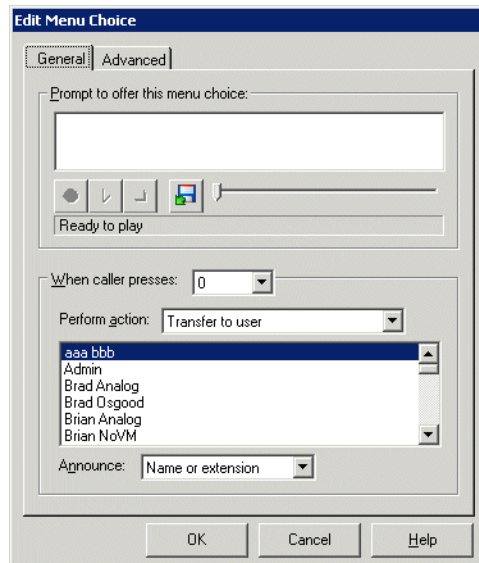 Edit Menu Choice
General
Advanced
Prompt to offer this menu choice:
Ready to play
When caller presses: 0
Perform action: Transfer to user
aaa bbb
Admin
Brad Analog
Brad Osgood
Brian Analog
Brian NoVM
Announce: Name or extension
OK
Cancel
Help